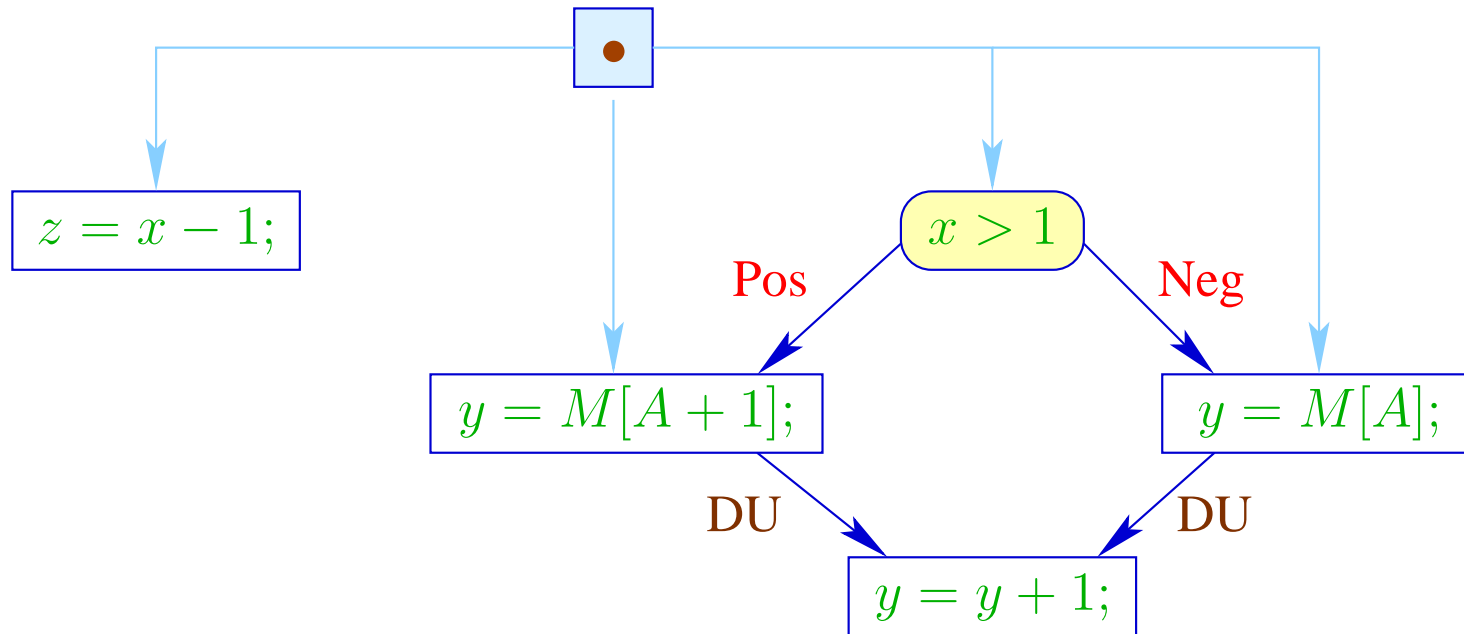 z = x − 1;
x > 1
Pos
Neg
y = M[A + 1];
y = M[A];
DU
DU
y = y + 1;